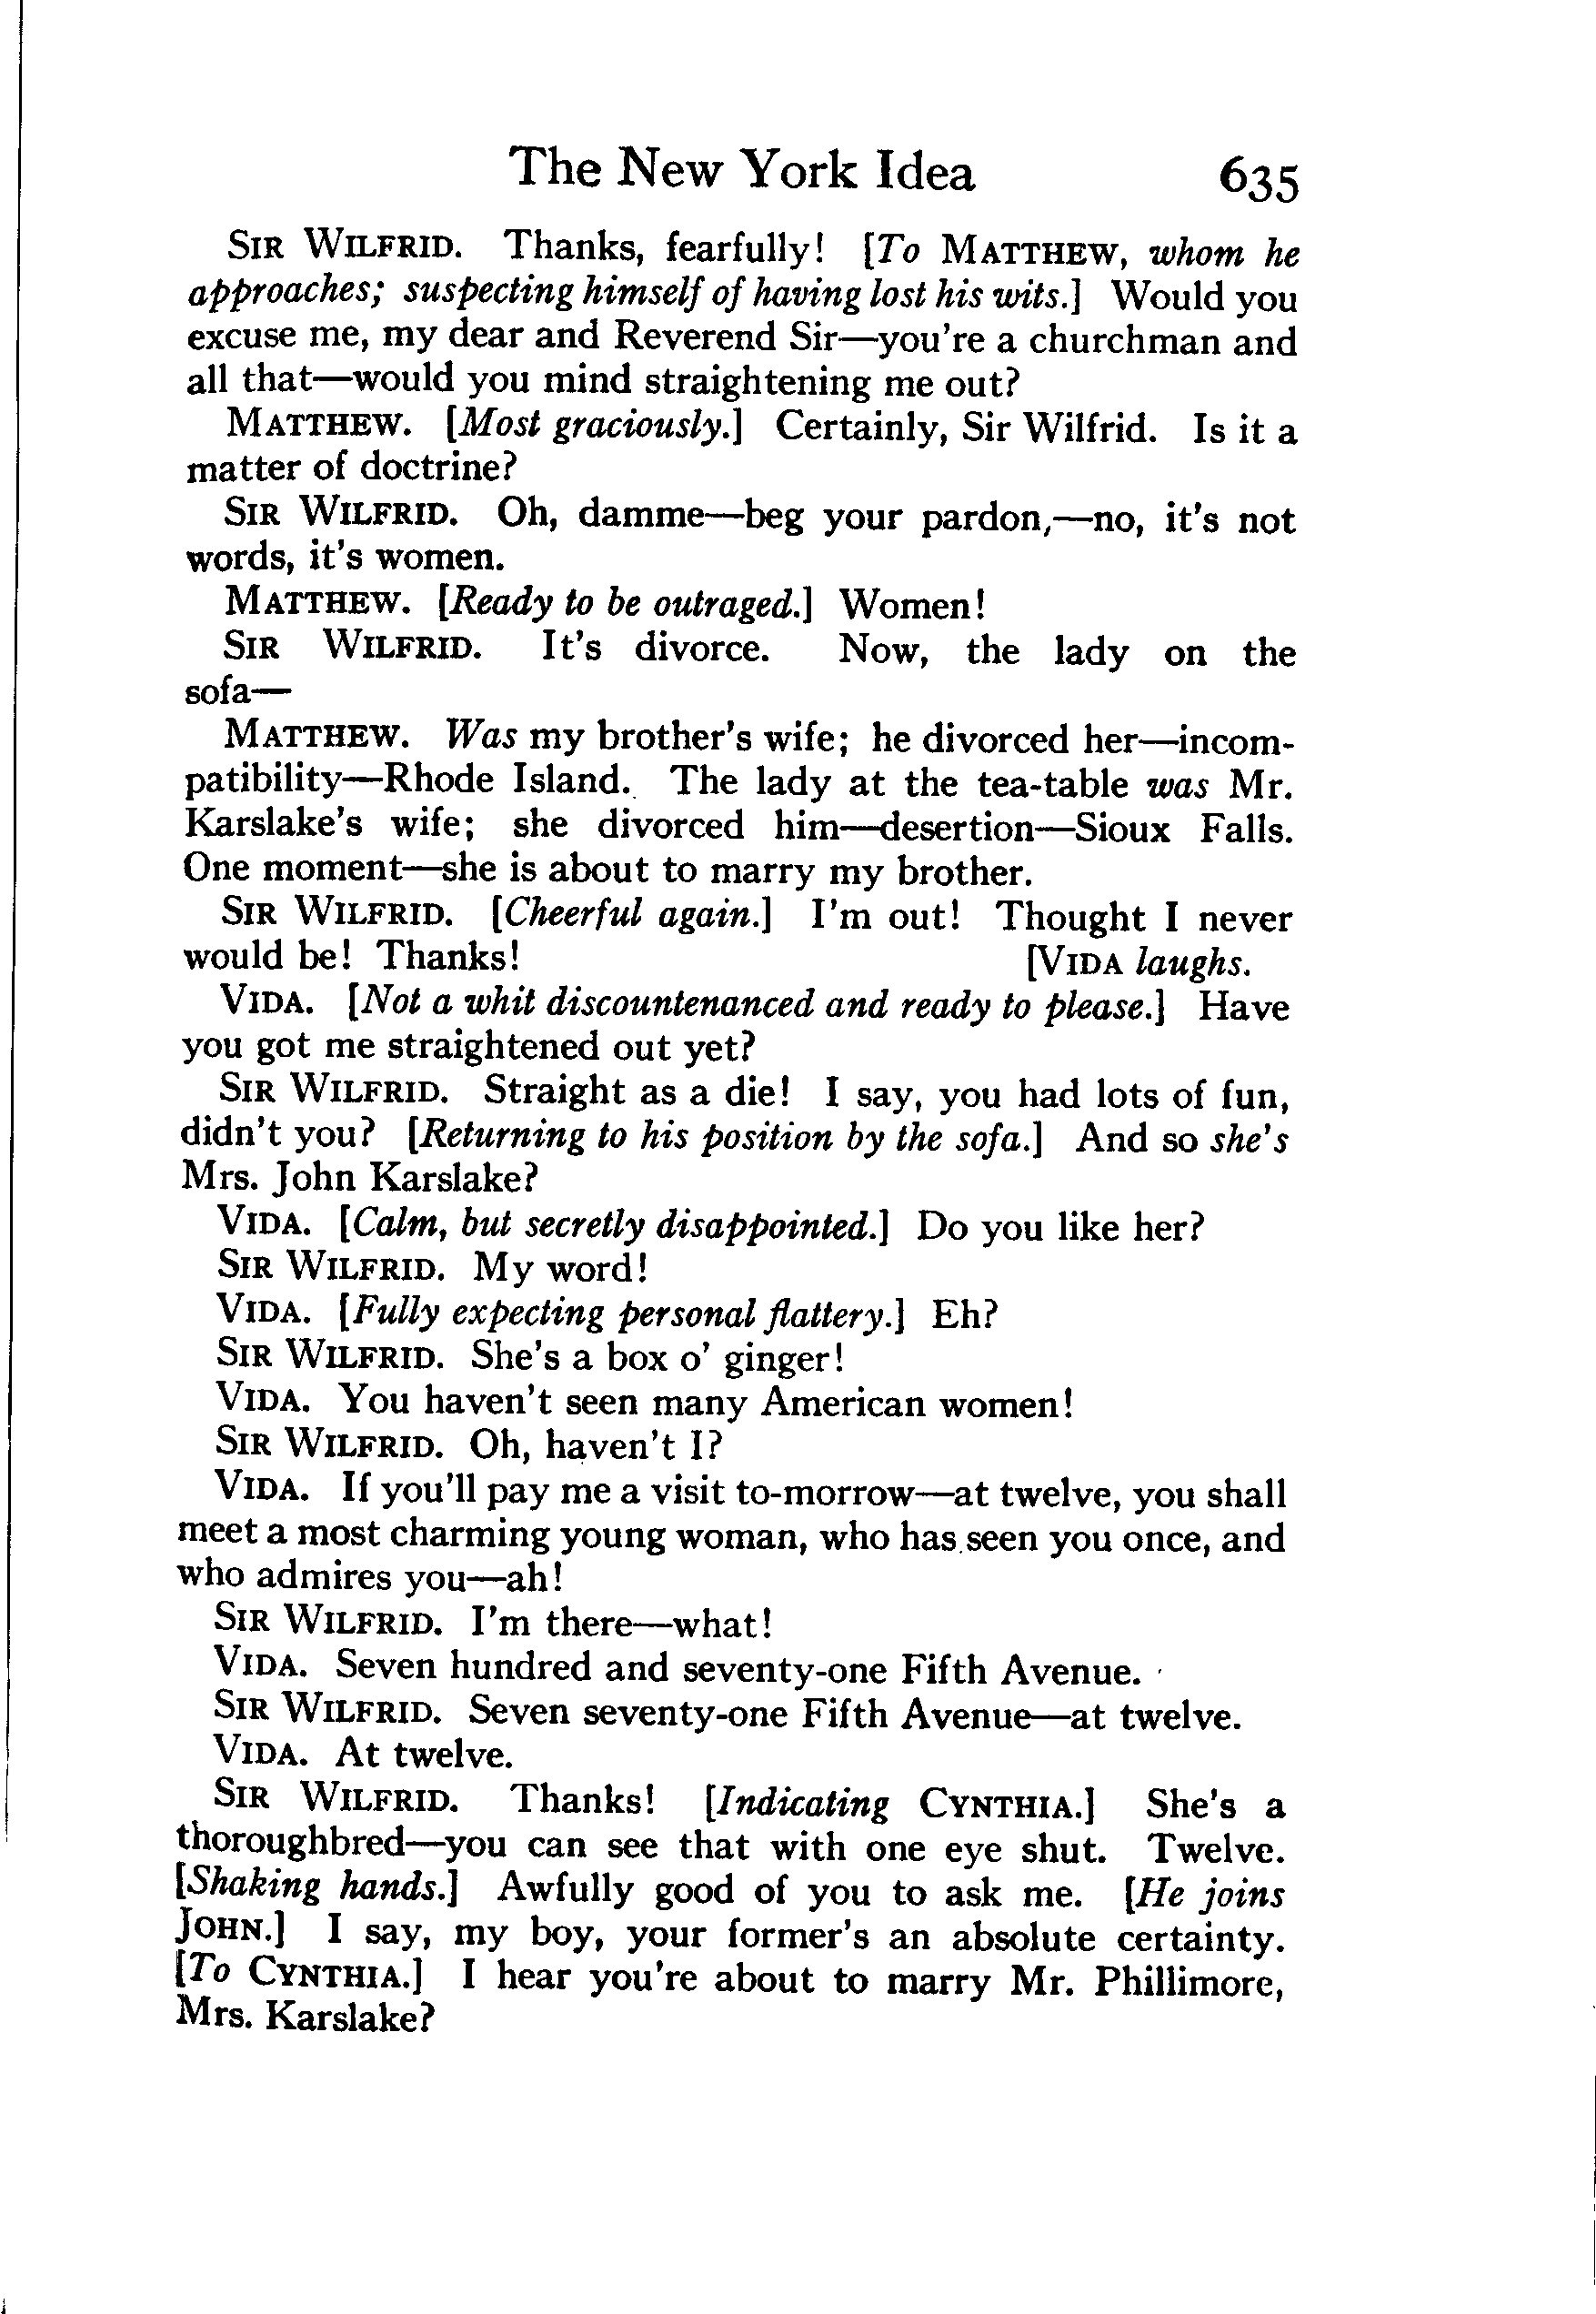 The New York Idea 635
SIR WILFRID. Thanks, fearfully! [To MATTHEW, whom he
approaches; suspecting himself of having lost his wits.] Would you
excuse me, my dear and Reverend Sir—you're a churchman and
all that—would you mind straightening me out?
MATTHEW. [Most graciously.] Certainly, Sir Wilfrid. Is it a
matter of doctrine?
SIR WILFRID. Oh, damme—beg your pardon,—no, it's not
words, it's women.
MATTHEW. [Ready to be outraged.] Women!
SIR WILFRID. It's divorce. Now, the lady on the
sofa—
MATTHEW. Was my brother's wife; he divorced her—incom-
patibility—Rhode Island. The lady at the tea-table was Mr.
Karslake's wife; she divorced him—desertion—Sioux Falls.
One moment—she is about to marry my brother.
SIR WILFRID. [Cheerful again.] I'm out! Thought I never
would be! Thanks! [VIDA laughs.
VIDA. [Not a whit discountenanced and ready to please.] Have
you got me straightened out yet?
SIR WILFRID. Straight as a die! I say, you had lots of fun,
didn't you? [Returning to his position by the sofa.] And so she's
Mrs. John Karslake?
VIDA. [Calm, but secretly disappointed.] Do you like her?
SIR WILFRID. My word!
VIDA. [Fully expecting personal flattery.] Eh?
SIR WILFRID. She's a box o' ginger!
VIDA. You haven't seen many American women!
SIR WILFRID. Oh, haven't I?
VIDA. If you'll pay me a visit to-morrow—at twelve, you shall
meet a most charming young woman, who has seen you once, and
who admires you—ah!
SIR WILFRID. I'm there—what!
VIDA. Seven hundred and seventy-one Fifth Avenue.
SIR WILFRID. Seven seventy-one Fifth Avenue—at twelve.
VIDA. At twelve.
SIR WILFRID. Thanks! [Indicating CYNTHIA.] She's a
thoroughbred—you can see that with one eye shut. Twelve.
[Shaking hands.] Awfully good of you to ask me. [He joins
JOHN.] I say, my boy, your former's an absolute certainty.
[To CYNTHIA.] I hear you're about to marry Mr. Phillimore,
Mrs. Karslake?